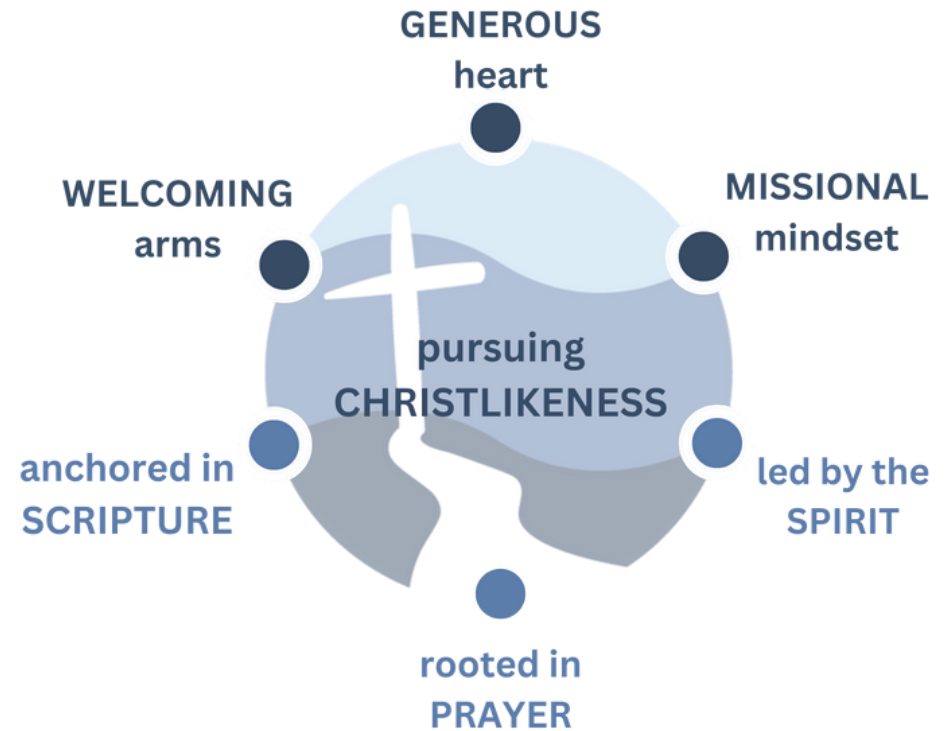 GENEROUS
heart
WELCOMING
arms
MISSIONAL
mindset
pursuing
CHRISTLIKENESS
anchored in
SCRIPTURE
led by the
SPIRIT
rooted in
PRAYER